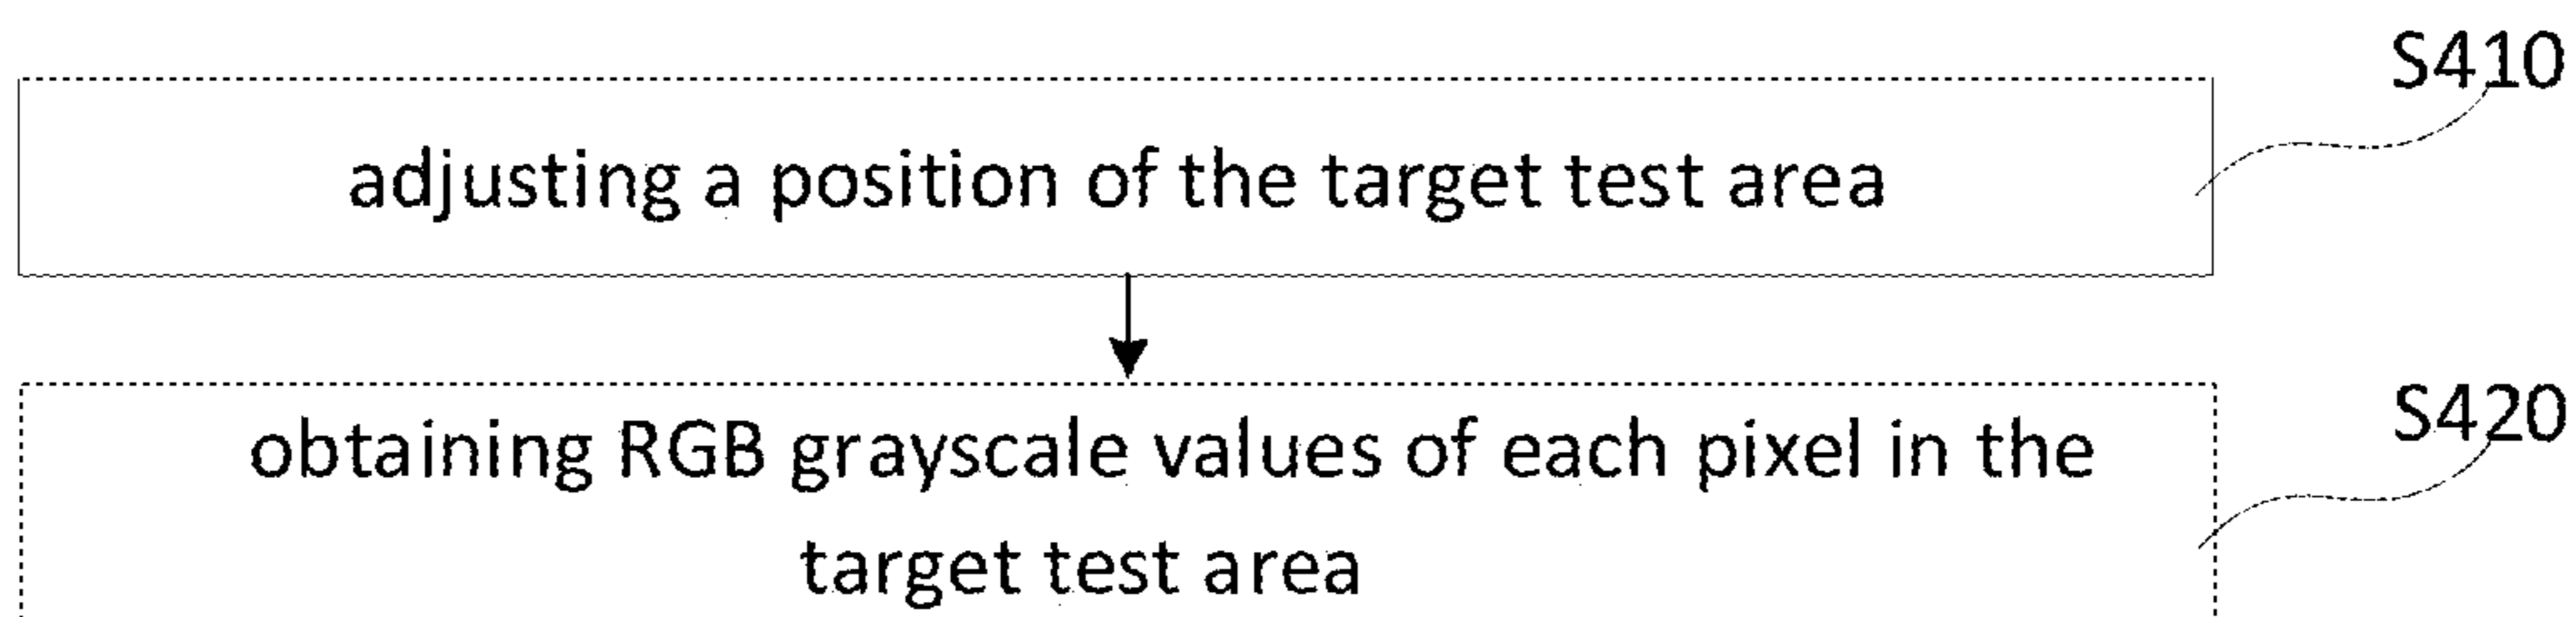 S410
adjusting a position of the target test area
S420
obtaining RGB grayscale values of each pixel in the
target test area